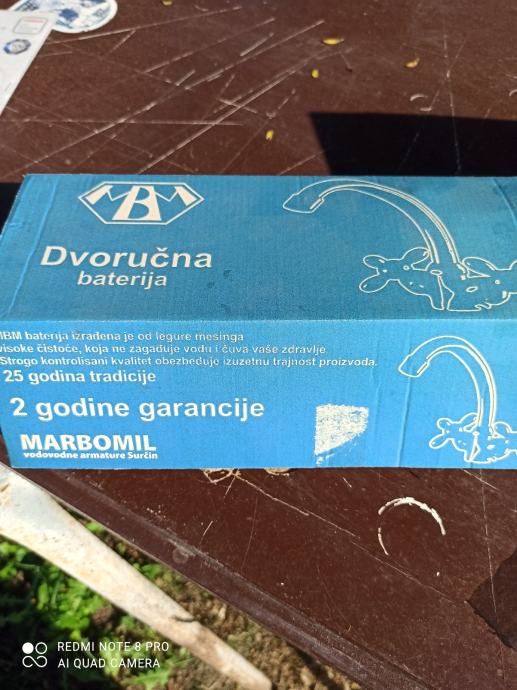 MBM
Dvoručna
baterija
MBM baterija izrađena je od legure mesinga
visoke čistoće, koja ne zagađuje vodu i čuva vaše zdravlje.
Strogo kontrolisani kvalitet obezbeđuje izuzetnu trajnost proizvoda.
25 godina tradicije
2 godine garancije
MARBOMIL
vodovodne armature Surčin
REDMI NOTE 8 PRO
AI QUAD CAMERA